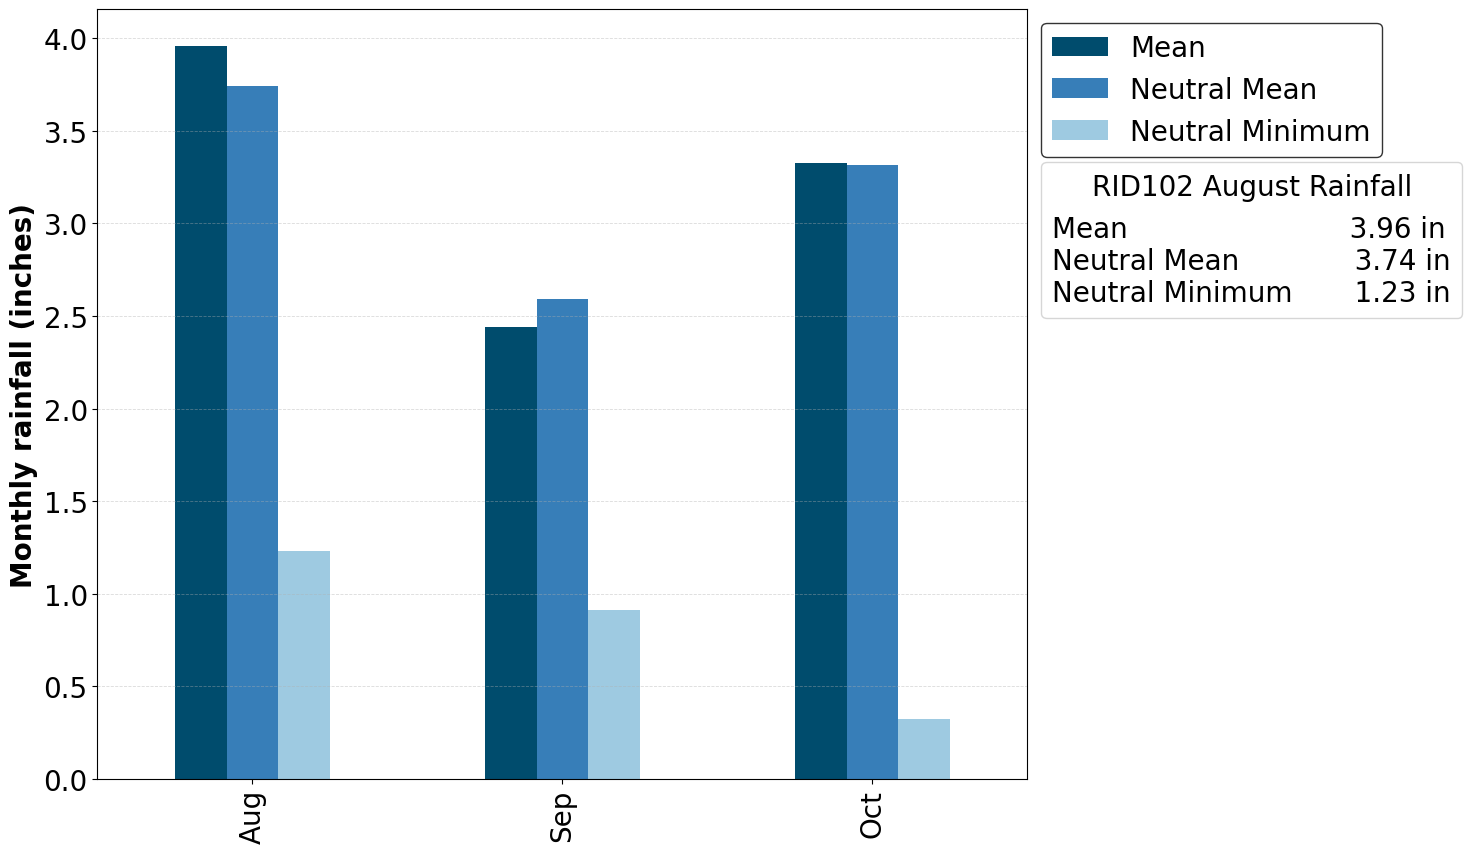 4.0
3.5
3.0
2.5
2.0
1.5
1.0
0.5
0.0
Monthly rainfall (inches)
Aug
Sep
Oct
Mean
Neutral Mean
Neutral Minimum
RID102 August Rainfall
Mean 3.96 in
Neutral Mean 3.74 in
Neutral Minimum 1.23 in